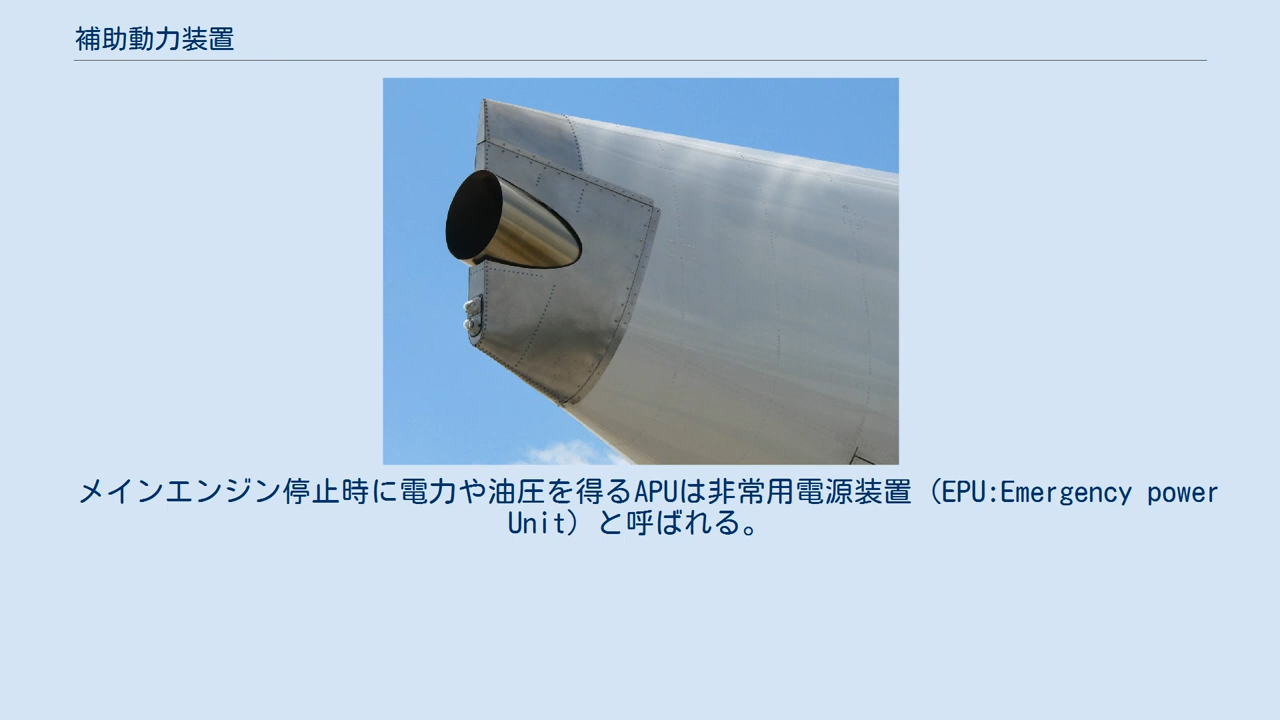 補助動力装置
メインエンジン停止時に電力や油圧を得るAPUは非常用電源装置（EPU:Emergency power
Unit）と呼ばれる。